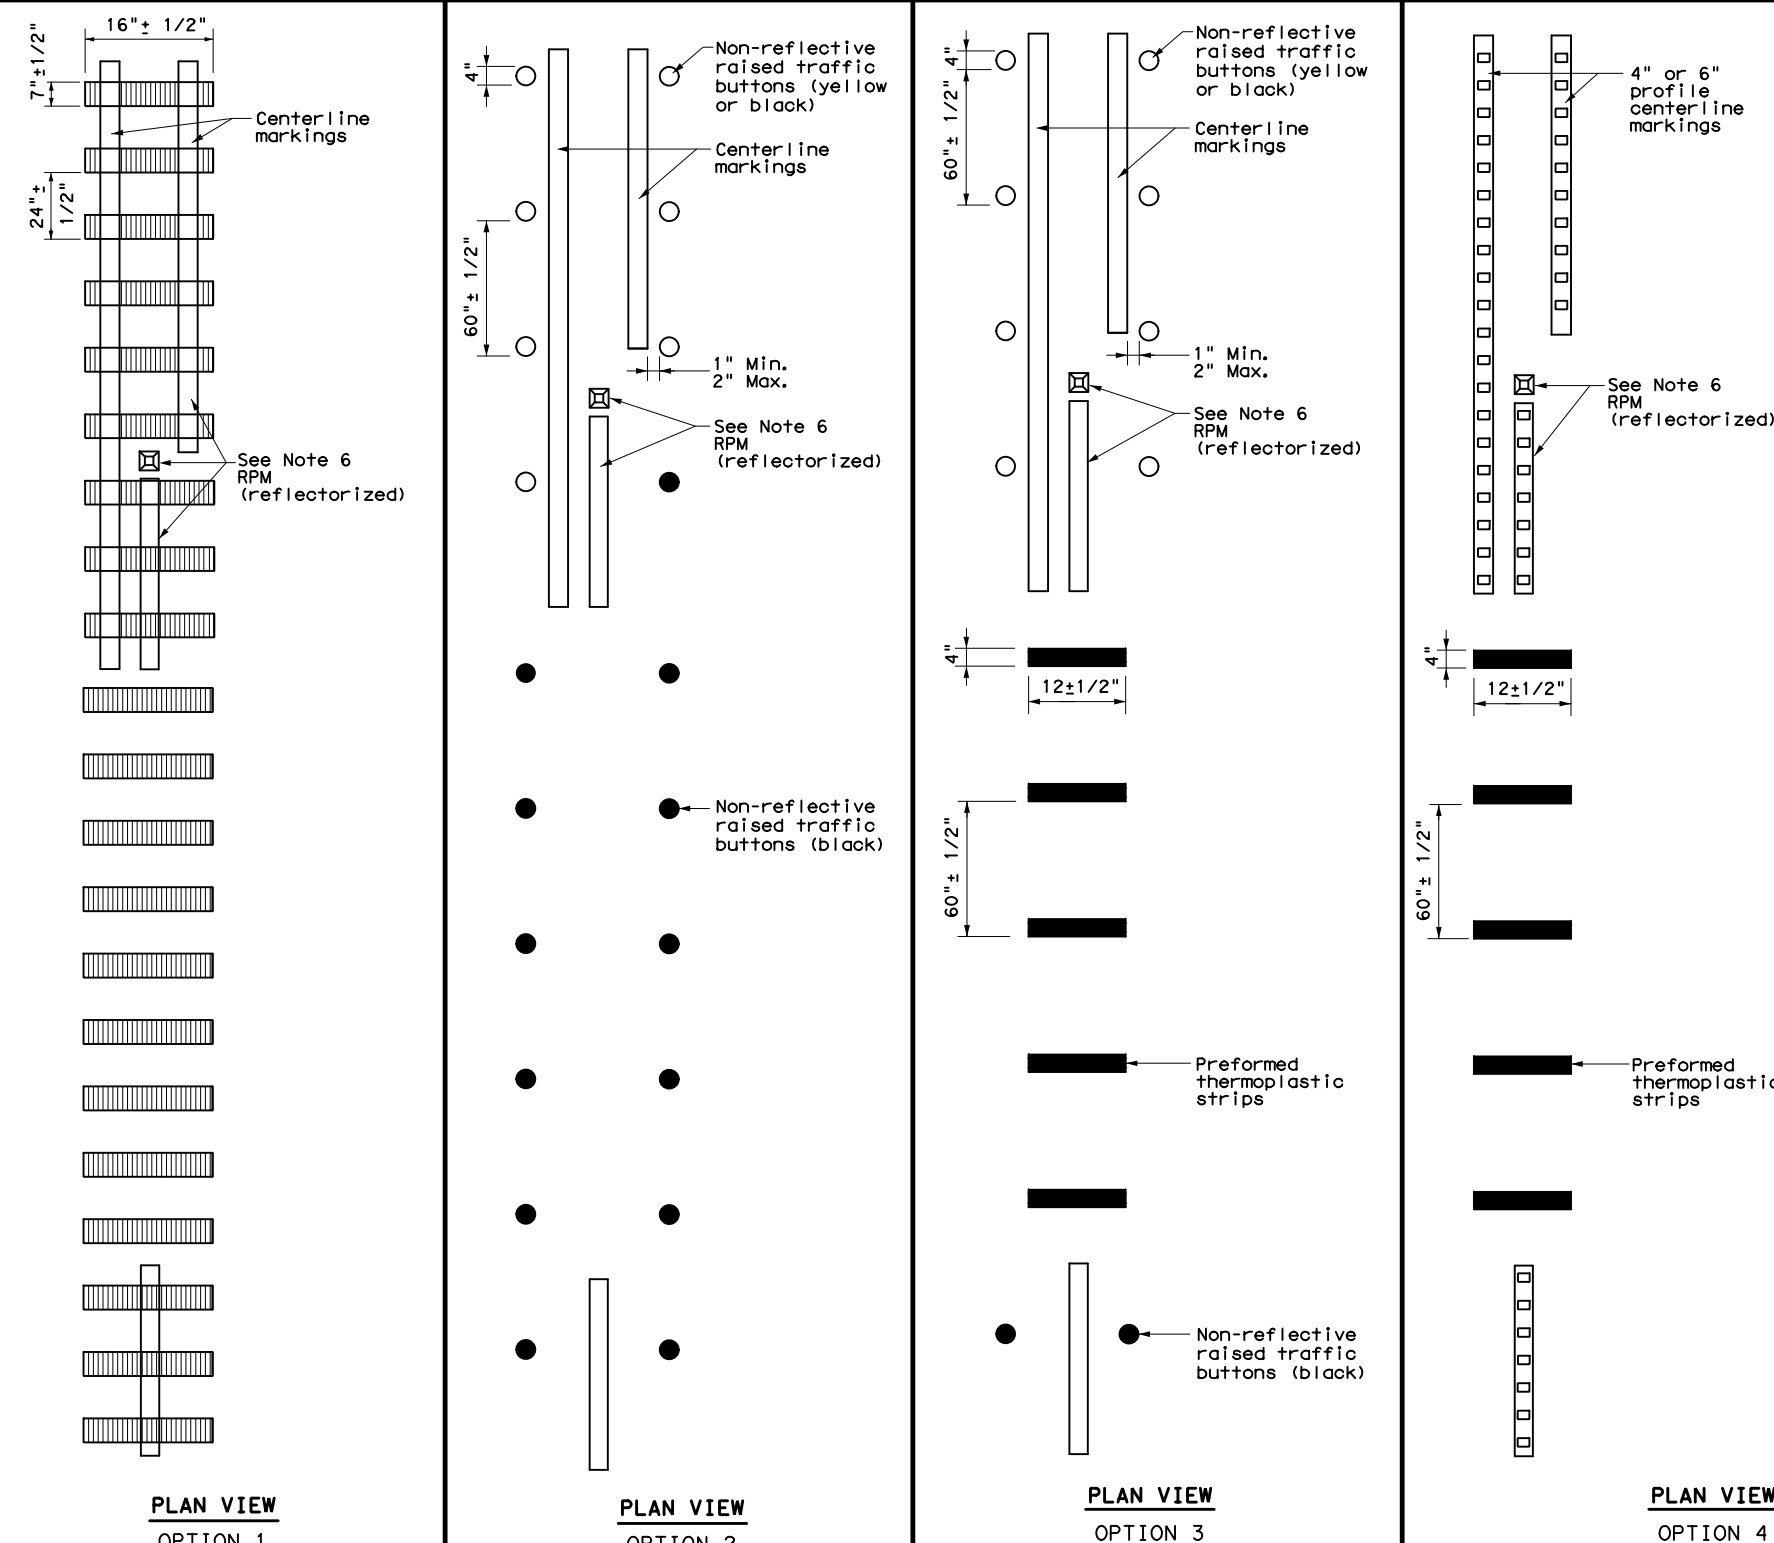 16"± 1/2"
7"±1/2"
Centerline
markings
24"±
1/2"
See Note 6
RPM
(reflectorized)
PLAN VIEW
OPTION 1
4"
Non-reflective
raised traffic
buttons (yellow
or black)
Centerline
markings
60"± 1/2"
1" Min.
2" Max.
See Note 6
RPM
(reflectorized)
Non-reflective
raised traffic
buttons (black)
PLAN VIEW
OPTION 2
4"
Non-reflective
raised traffic
buttons (yellow
or black)
60"± 1/2"
Centerline
markings
1" Min.
2" Max.
See Note 6
RPM
(reflectorized)
4"
12±1/2"
60"± 1/2"
Preformed
thermoplastic
strips
Non-reflective
raised traffic
buttons (black)
PLAN VIEW
OPTION 3
4" or 6"
profile
centerline
markings
See Note 6
RPM
(reflectorized)
4"
12±1/2"
60"± 1/2"
Preformed
thermoplastic
strips
PLAN VIEW
OPTION 4